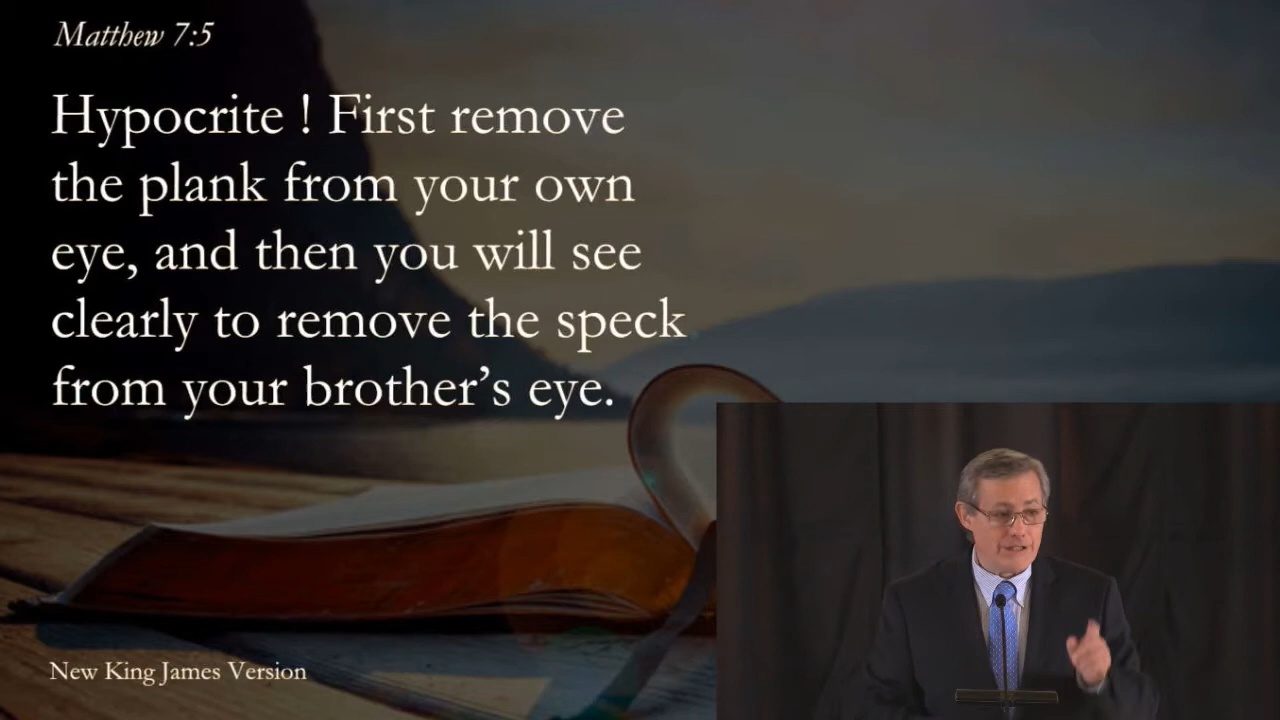 Matthew 7:5
Hypocrite ! First remove
the plank from your own
eye, and then you will see
clearly to remove the speck
from your brother’s eye.
New King James Version